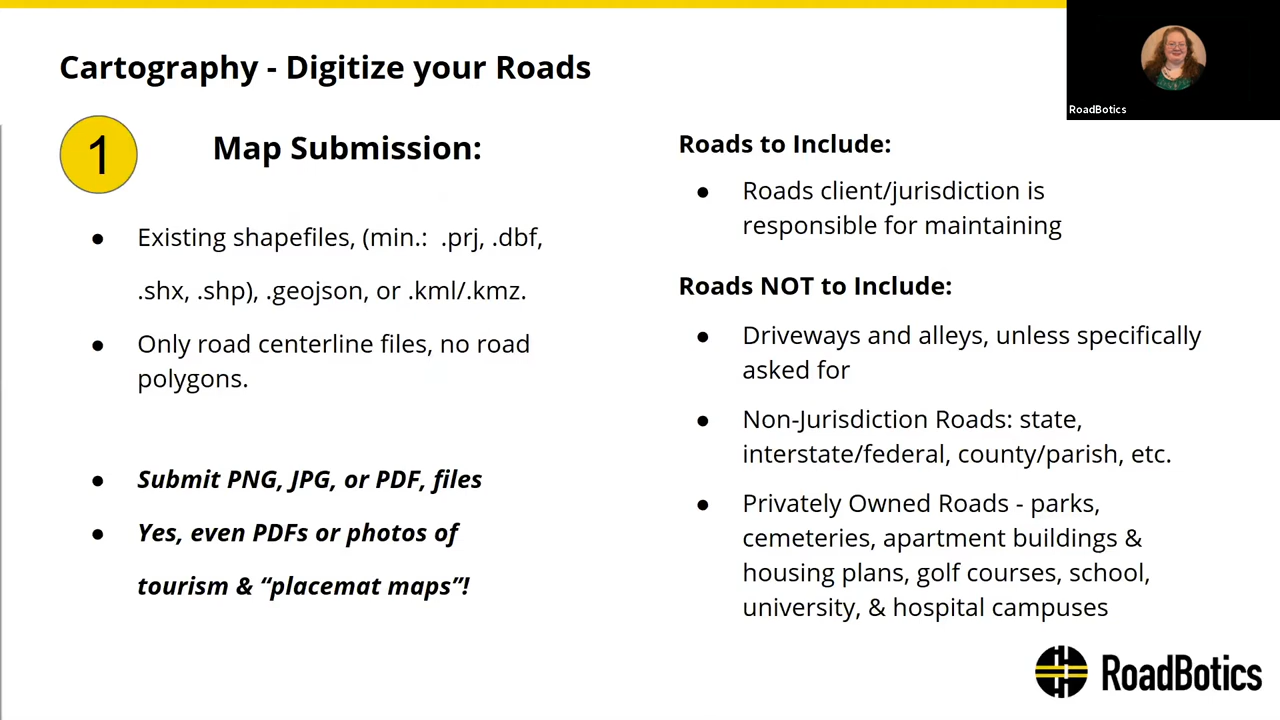 Cartography - Digitize your Roads
RoadBotics
1
Map Submission:
● Existing shapefiles, (min.: .prj, .dbf,
.shx, .shp), .geojson, or .kml/.kmz.
● Only road centerline files, no road
polygons.
● Submit PNG, JPG, or PDF, files
● Yes, even PDFs or photos of
tourism & “placemat maps”!
Roads to Include:
● Roads client/jurisdiction is
responsible for maintaining
Roads NOT to Include:
● Driveways and alleys, unless specifically
asked for
● Non-Jurisdiction Roads: state,
interstate/federal, county/parish, etc.
● Privately Owned Roads - parks,
cemeteries, apartment buildings &
housing plans, golf courses, school,
university, & hospital campuses
RoadBotics